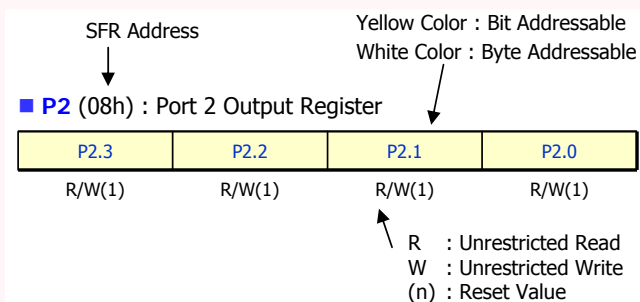 SFR Address
Yellow Color : Bit Addressable
White Color : Byte Addressable
P2 (08h) : Port 2 Output Register
P2.3 P2.2 P2.1 P2.0
R/W(1) R/W(1) R/W(1) R/W(1)
R : Unrestricted Read
W : Unrestricted Write
(n) : Reset Value